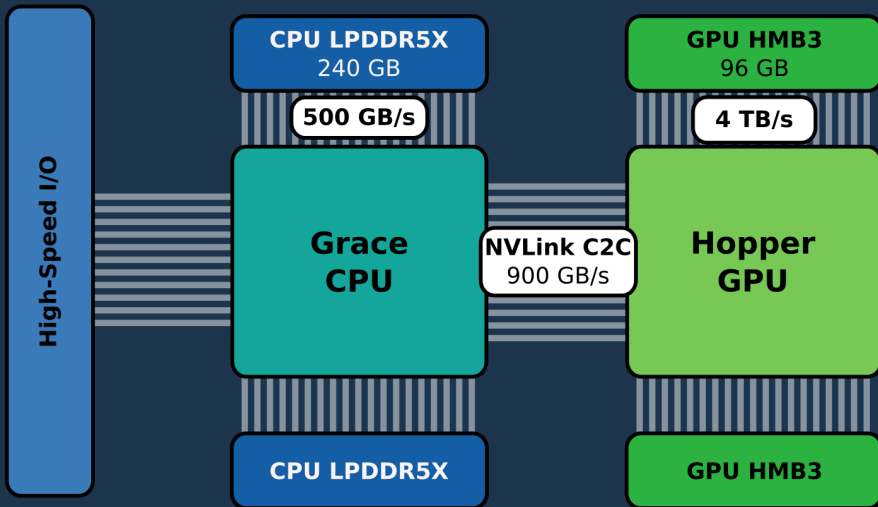 High-Speed I/O
CPU LPDDR5X
240 GB
500 GB/s
Grace
CPU
CPU LPDDR5X
NVLink C2C
900 GB/s
GPU HMB3
96 GB
4 TB/s
Hopper
GPU
GPU HMB3